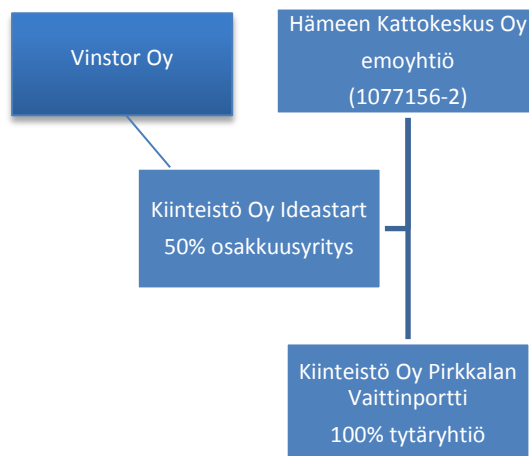 Vinstor Oy
Hämeen Kattokeskus Oy
emoyhtiö
(1077156-2)
Kiinteistö Oy Ideastart
50% osakkuusyritys
Kiinteistö Oy Pirkkalan
Vaittinportti
100% tytäryhtiö